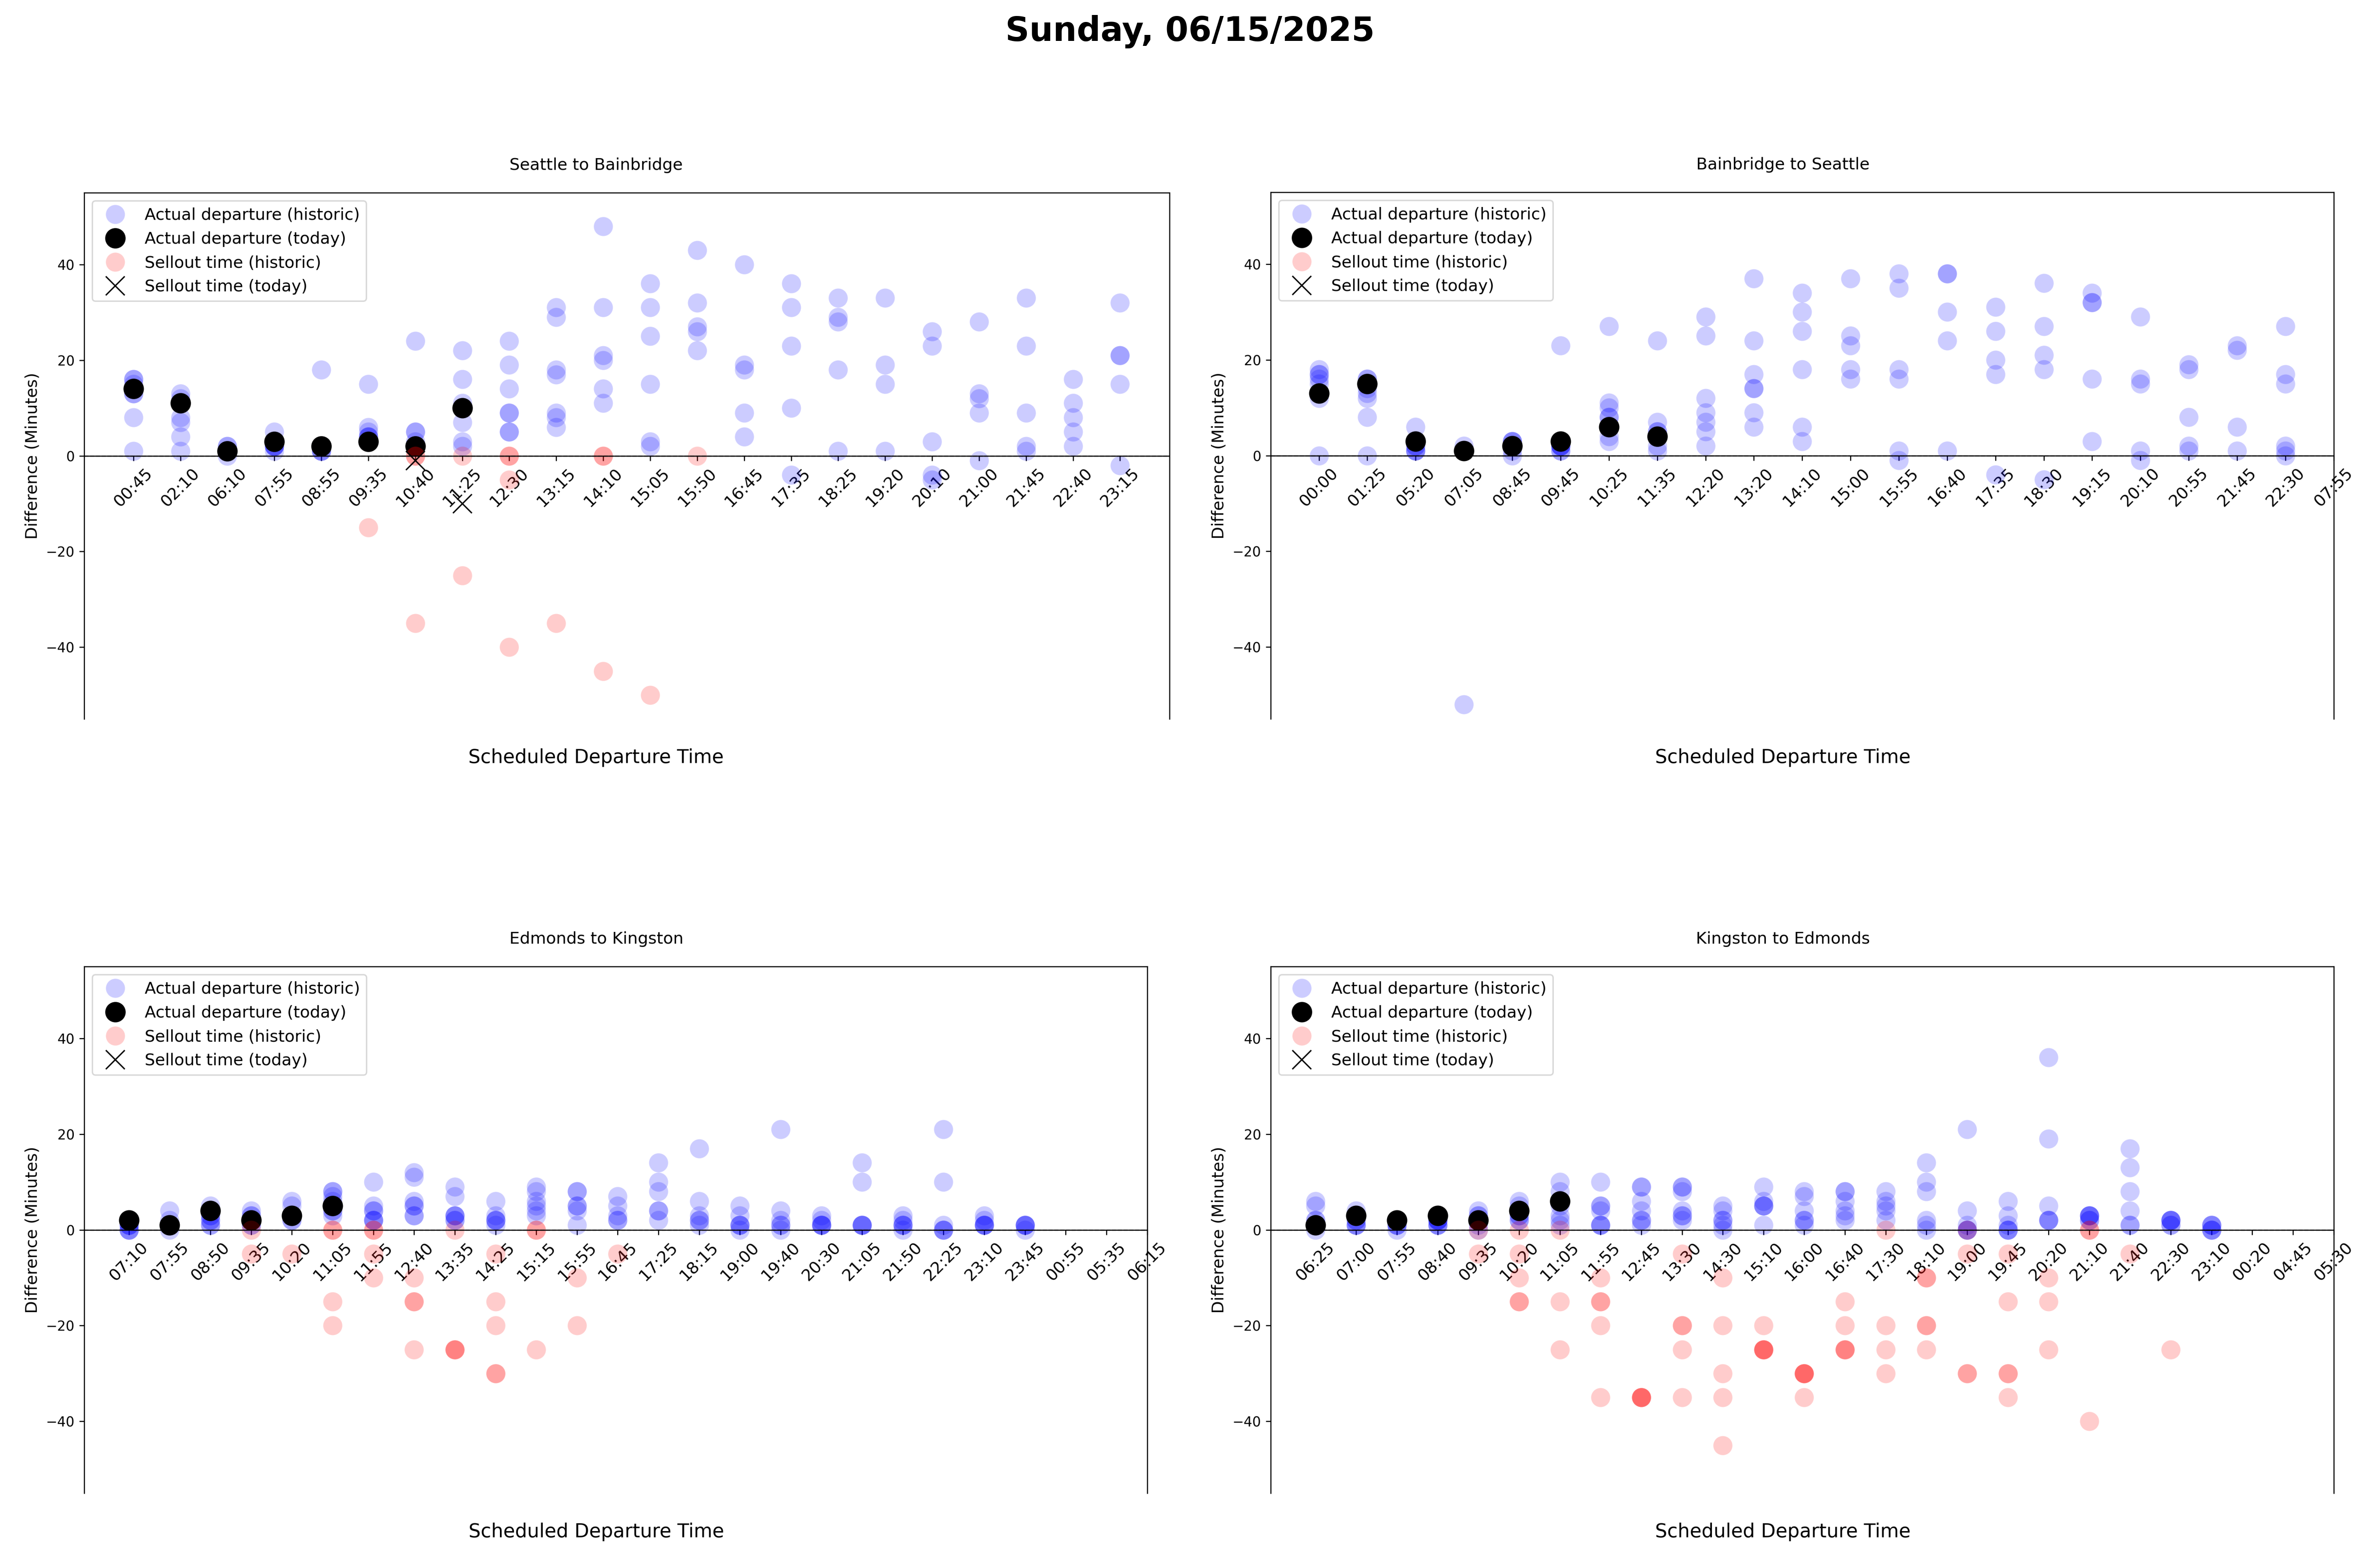 Sunday, 06/15/2025
Seattle to Bainbridge
Actual departure (historic)
Actual departure (today)
Sellout time (historic)
Sellout time (today)
Difference (Minutes)
40
20
0
−20
−40
00:45 02:10 06:10 07:55 08:55 09:35 10:40 11:25 12:30 13:15 14:10 15:05 15:50 16:45 17:35 18:25 19:20 20:10 21:00 21:45 22:40 23:15
Scheduled Departure Time
Bainbridge to Seattle
Actual departure (historic)
Actual departure (today)
Sellout time (historic)
Sellout time (today)
Difference (Minutes)
40
20
0
−20
−40
00:00 01:25 05:20 07:05 08:45 09:45 10:25 11:35 12:20 13:20 14:10 15:00 15:55 16:40 17:35 18:30 19:15 20:10 20:55 21:45 22:30 07:55
Scheduled Departure Time
Edmonds to Kingston
Actual departure (historic)
Actual departure (today)
Sellout time (historic)
Sellout time (today)
Difference (Minutes)
40
20
0
−20
−40
07:10 07:55 08:50 09:35 10:20 11:05 11:55 12:40 13:35 14:25 15:15 15:55 16:45 17:25 18:15 19:00 19:40 20:30 21:05 21:50 22:25 23:10 23:45 00:55 05:35 06:15
Scheduled Departure Time
Kingston to Edmonds
Actual departure (historic)
Actual departure (today)
Sellout time (historic)
Sellout time (today)
Difference (Minutes)
40
20
0
−20
−40
06:25 07:00 07:55 08:40 09:35 10:20 11:05 11:55 12:45 13:30 14:30 15:10 16:00 16:40 17:30 18:10 19:00 19:45 20:20 21:10 21:40 22:30 23:10 00:20 04:45 05:30
Scheduled Departure Time